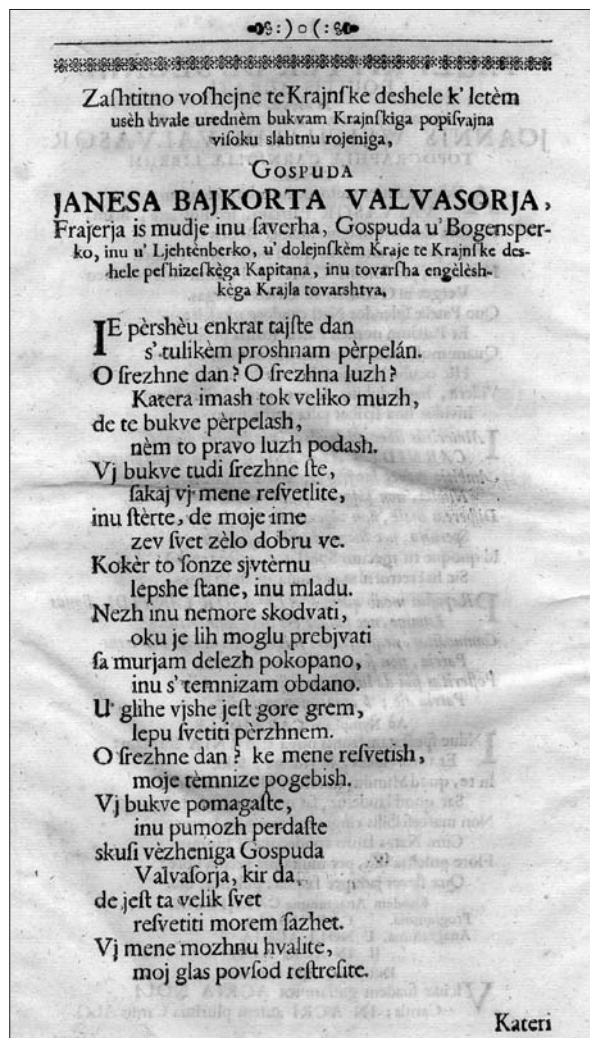 Zaſhtitno voſhejne te Krajnſke deshele k' letèm
usèh hvale urednèm bukvam Krajnſkiga popiſvajna
viſoku slahtnu rojeniga,
GOSPUDA
JANESA BAJKORTA VALVASORJA,
Frajerja is mudje inu ſaverha, Gospuda u' Bogensper-
ko, inu u' Ljehtènberko, u' dolejnſkèm Kraje te Krajnſke des-
hele peſhizeſkèga Kapitana, inu tovarſha engèlèsh-
kèga Krajla tovarshtva,
JE pèrshèu enkrat tajſte dan
s' tulikèm proshnam pèrpelán.
O ſrezhne dan? O ſrezhna luzh?
Katera imash tok veliko muzh,
de te bukve pèrpelash,
nèm to pravo luzh podash.
Vj bukve tudi ſrezhne ſte,
ſakaj vj mene reſvetlite,
inu ſtèrte, de moje ime
zev ſvet zèlo dobru ve.
Kokèr to ſonze sjvtèrnu
lepshe ſtane, inu mladu.
Nezh inu nemore skodvati,
oku je lih moglu prebjvati
ſa murjam delezh pokopano,
inu s' temnizam obdano.
U' glihe vjshe jeſt gore grem,
lepu ſvetiti pèrzhnem.
O ſrezhne dan? ke mene reſvetish,
moje tèmnize pogebish.
Vj bukve pomagaſte,
inu pumozh perdaſte
skuſi vèzheniga Gospuda
Valvaſorja, kir da,
de jeſt ta velik ſvet
reſvetiti morem ſazhet.
Vj mene mozhnu hvalite,
moj glas povſod reſtreſite.
Kateri